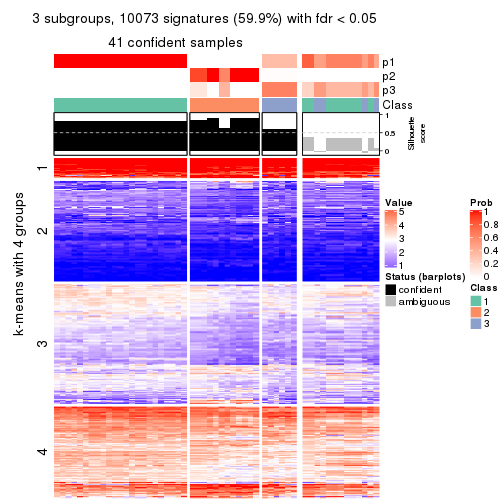 3 subgroups, 10073 signatures (59.9%) with fdr < 0.05
41 confident samples
p1
p2
p3
Class
1
0.5
0
Silhouette
score
k-means with 4 groups
1
2
3
4
Value
5
4
3
2
1
Status (barplots)
confident
ambiguous
Prob
1
0.8
0.6
0.4
0.2
0
Class
1
2
3